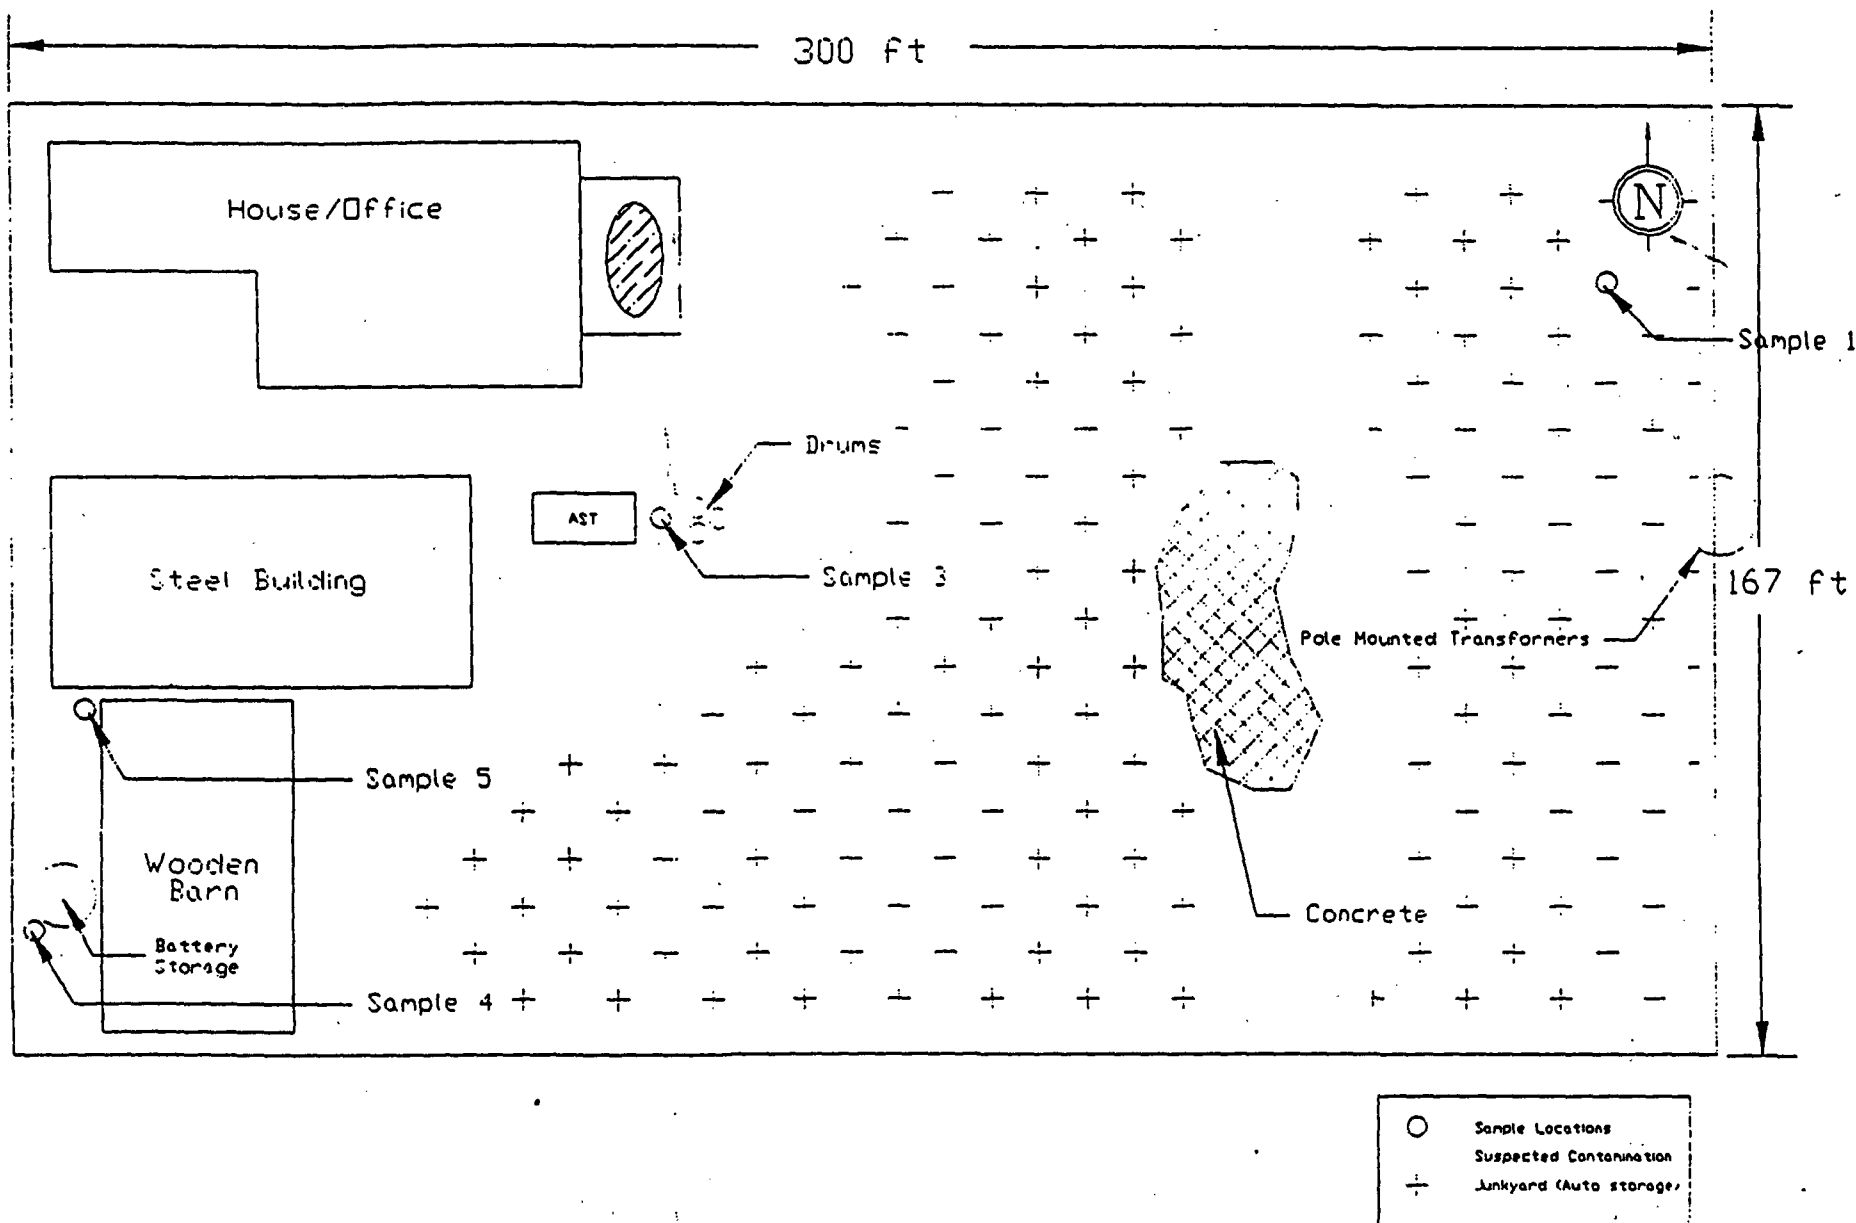 300 ft
House/Office
N
Sample 1
Drums
AST
Sample 3
Steel Building
167 ft
Pole Mounted Transformers
Sample 5
Wooden
Barn
Concrete
Battery
Storage
Sample 4
Sample Locations
Suspected Contamination
Junkyard (Auto storage)